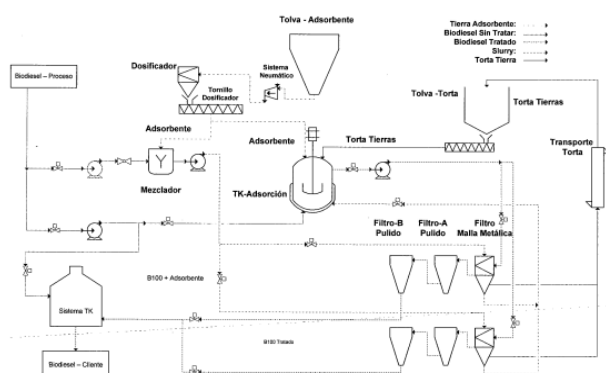 Tolva - Adsorbente
Tierra Adsorbente:
Biodiesel Sin Tratar:
Biodiesel Tratado
Slurry:
Torta Tierra
Biodiesel – Proceso
Dosificador
Sistema
Neumático
Tornillo
Dosificador
Tolva -Torta
Torta Tierras
Adsorbente
Adsorbente
Torta Tierras
Transporte
Torta
Mezclador
TK-Adsorción
Filtro-B
Pulido
Filtro-A
Pulido
Filtro
Malla Metálica
B100 + Adsorbente
Sistema TK
B100 Tratada
Biodiesel – Cliente